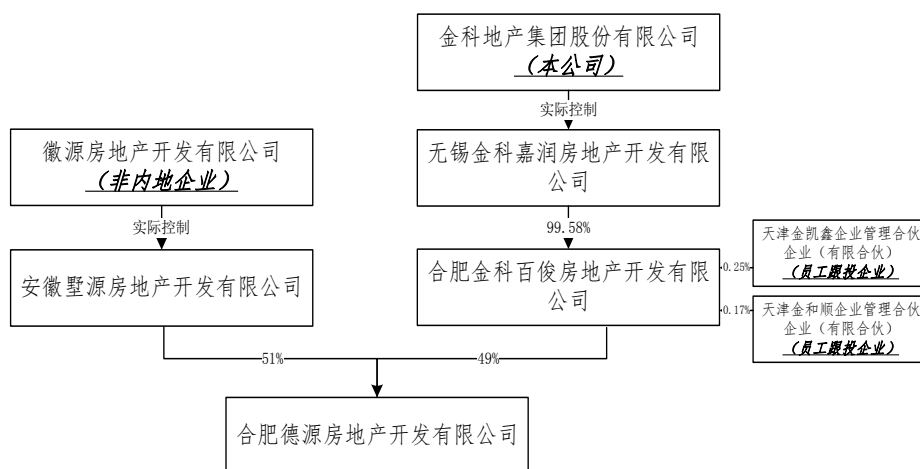 金科地产集团股份有限公司
（本公司）
实际控制
徽源房地产开发有限公司
（非内地企业）
无锡金科嘉润房地产开发有限
公司
实际控制
99.58%
安徽墅源房地产开发有限公司
合肥金科百俊房地产开发有限
公司
0.25%
天津金凯鑫企业管理合伙
企业（有限合伙）
（员工跟投企业）
0.17%
天津金和顺企业管理合伙
企业（有限合伙）
（员工跟投企业）
51%
49%
合肥德源房地产开发有限公司